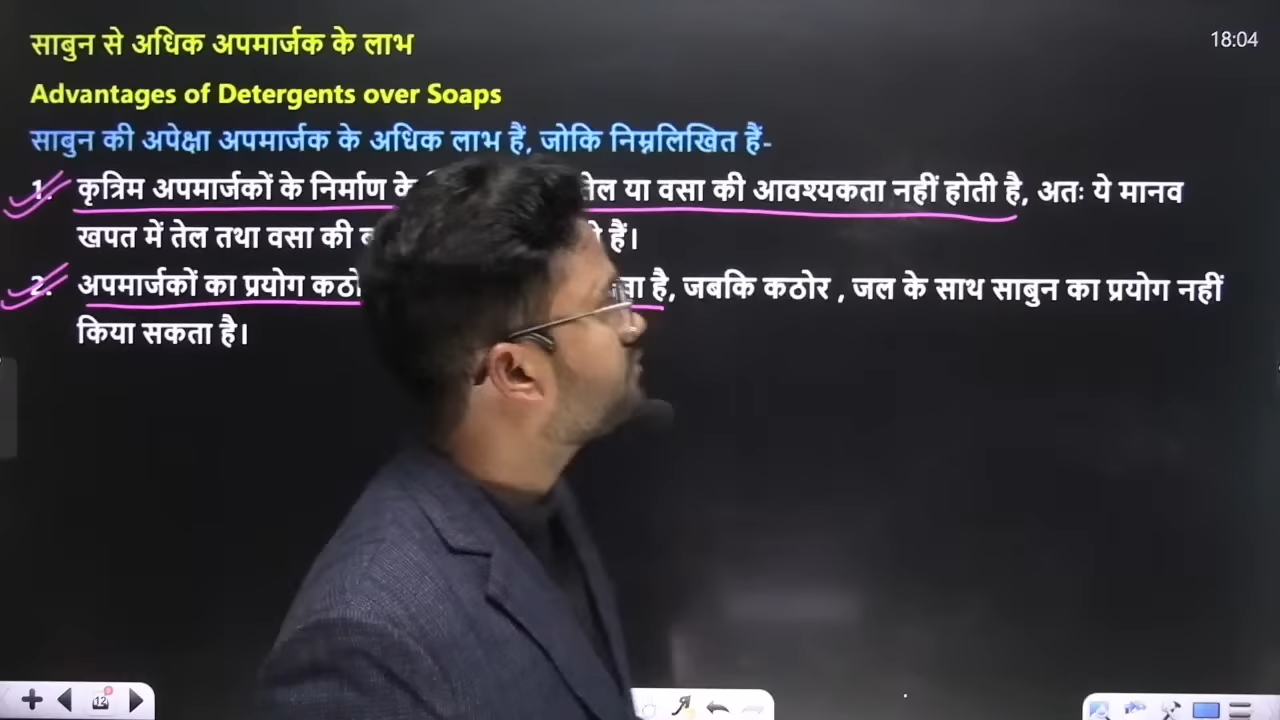 साबुन से अधिक अपमार्जक के लाभ
18:04
Advantages of Detergents over Soaps
साबुन की अपेक्षा अपमार्जक के अधिक लाभ हैं, जोकि निम्नलिखित हैं-
1. कृत्रिम अपमार्जकों के निर्माण के या वसा की आवश्यकता नहीं होती है, अतः ये मानव
खपत में तेल तथा वसा की हैं।
2. अपमार्जकों का प्रयोग है, जबकि कठोर , जल के साथ साबुन का प्रयोग नहीं
किया सकता है।
12